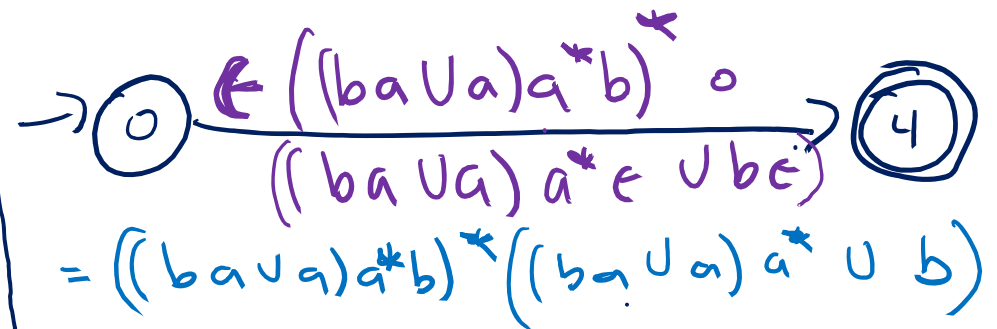 ϵ ((ba∪a)a*b)* ∘
→ 0 → 4
((ba∪a) a* ϵ ∪ bϵ)
= ((ba∪a)a*b)* ((ba∪a) a* ∪ b)